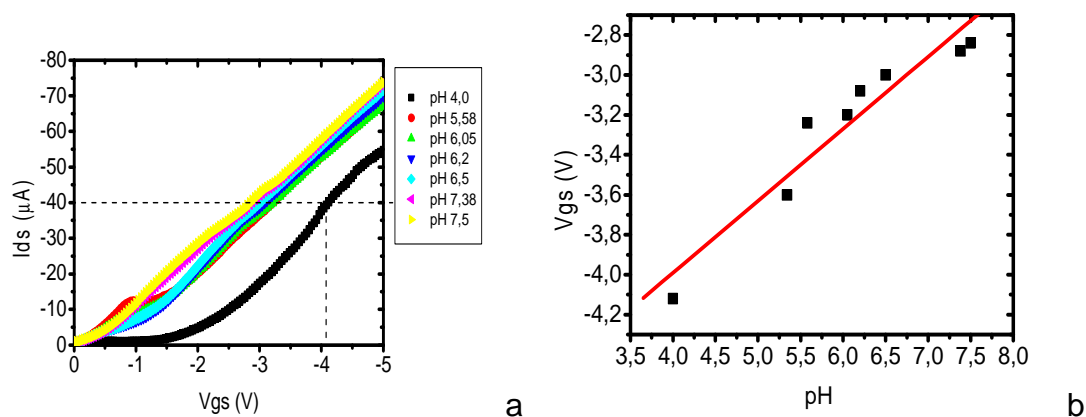 -80
-70
-60
-50
-40
-30
-20
-10
0
Ids (μA)
0 -1 -2 -3 -4 -5
Vgs (V)
pH 4,0
pH 5,58
pH 6,05
pH 6,2
pH 6,5
pH 7,38
pH 7,5
a
-2,8
-3,0
-3,2
-3,4
-3,6
-3,8
-4,0
-4,2
Vgs (V)
3,5 4,0 4,5 5,0 5,5 6,0 6,5 7,0 7,5 8,0
pH
b